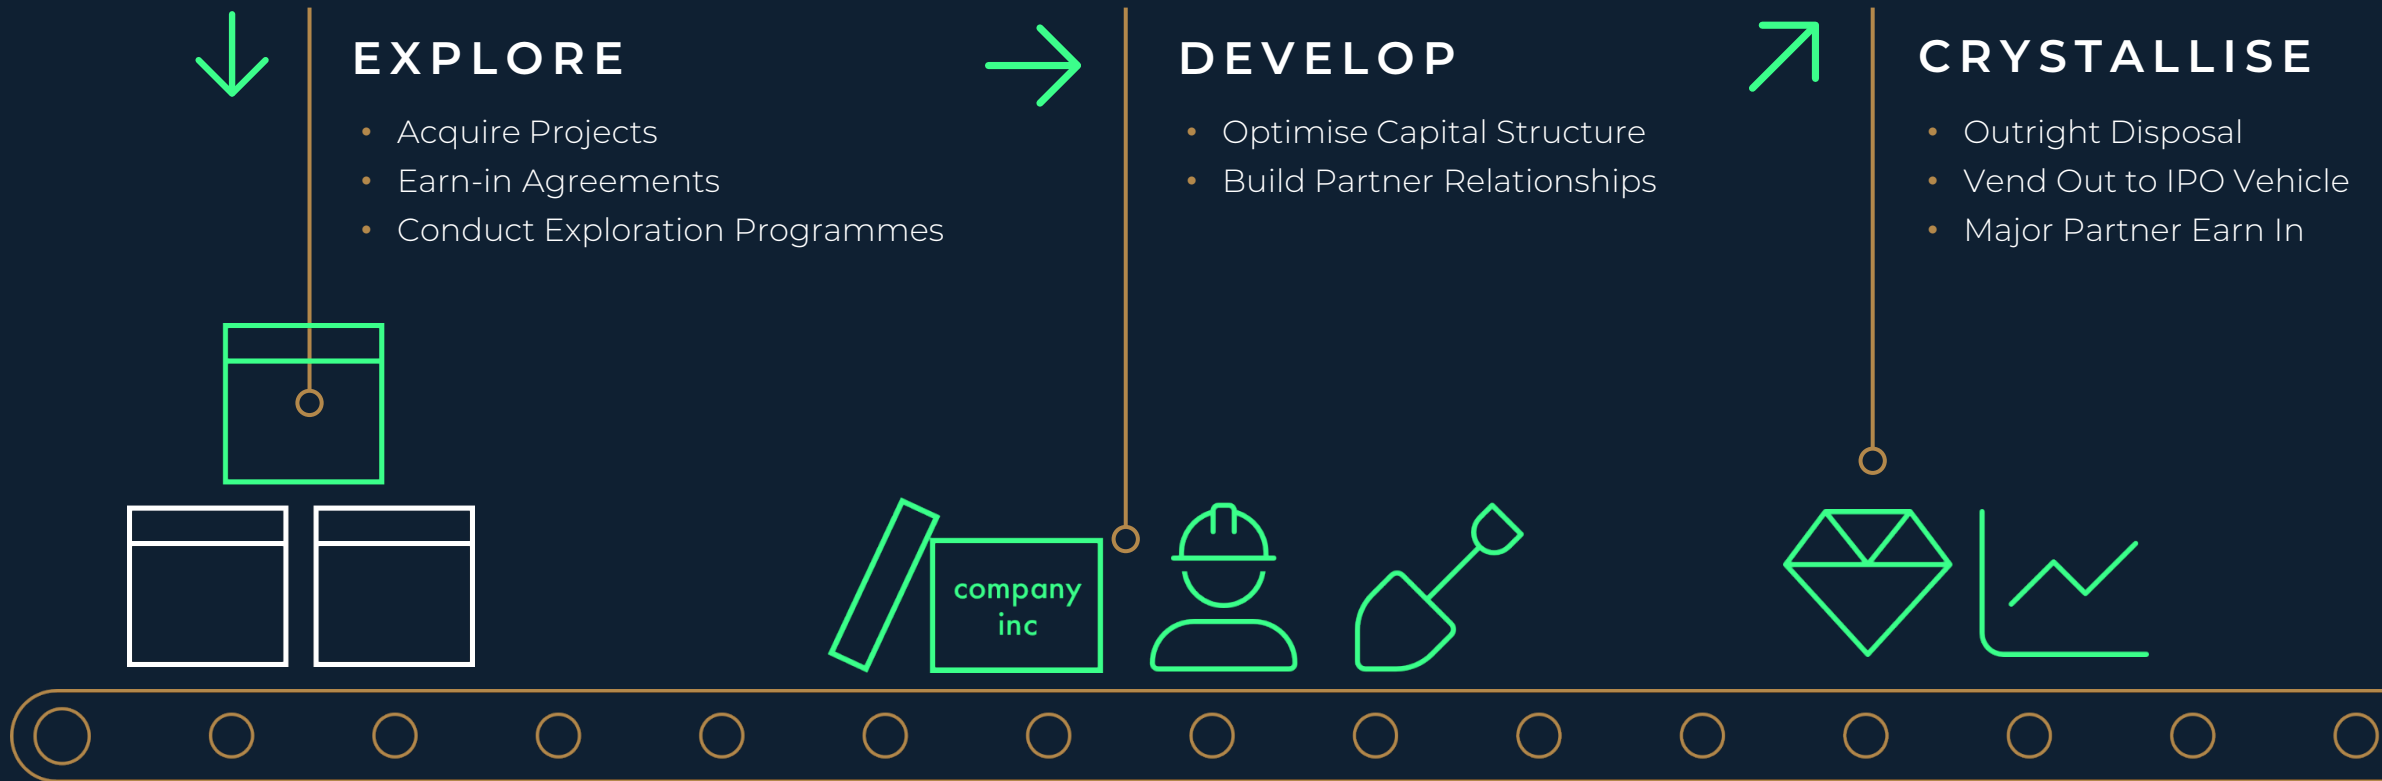 EXPLORE
• Acquire Projects
• Earn-in Agreements
• Conduct Exploration Programmes
DEVELOP
• Optimise Capital Structure
• Build Partner Relationships
CRYSTALLISE
• Outright Disposal
• Vend Out to IPO Vehicle
• Major Partner Earn In
company
inc